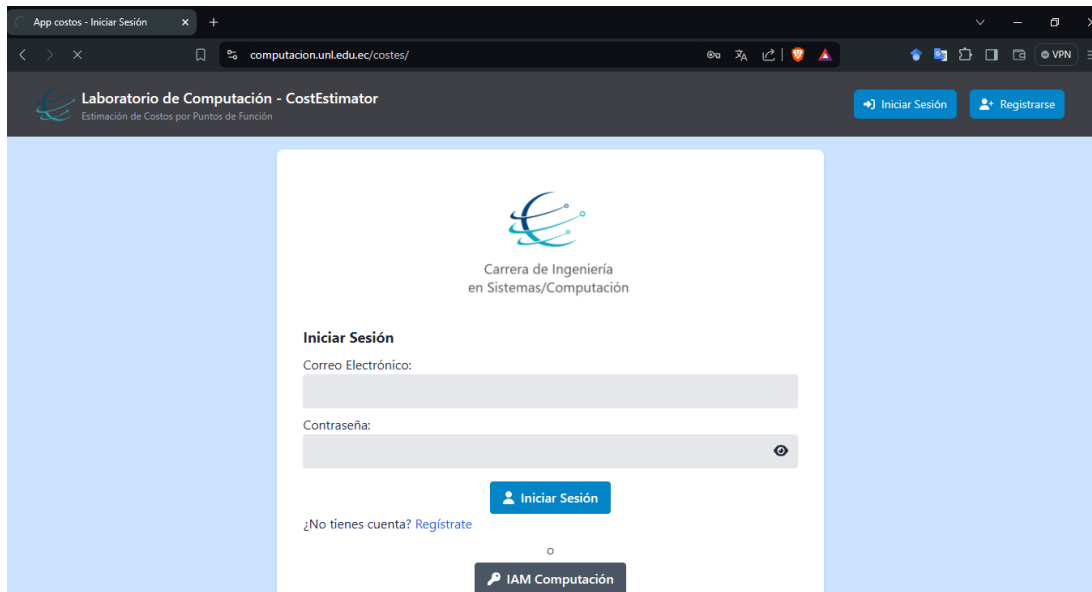 App costos - Iniciar Sesión
computacion.unl.edu.ec/costes/
VPN
Laboratorio de Computación - CostEstimator
Estimación de Costos por Puntos de Función
Iniciar Sesión
Registrarse
Carrera de Ingeniería
en Sistemas/Computación
Iniciar Sesión
Correo Electrónico:
Contraseña:
Iniciar Sesión
¿No tienes cuenta? Regístrate
o
IAM Computación